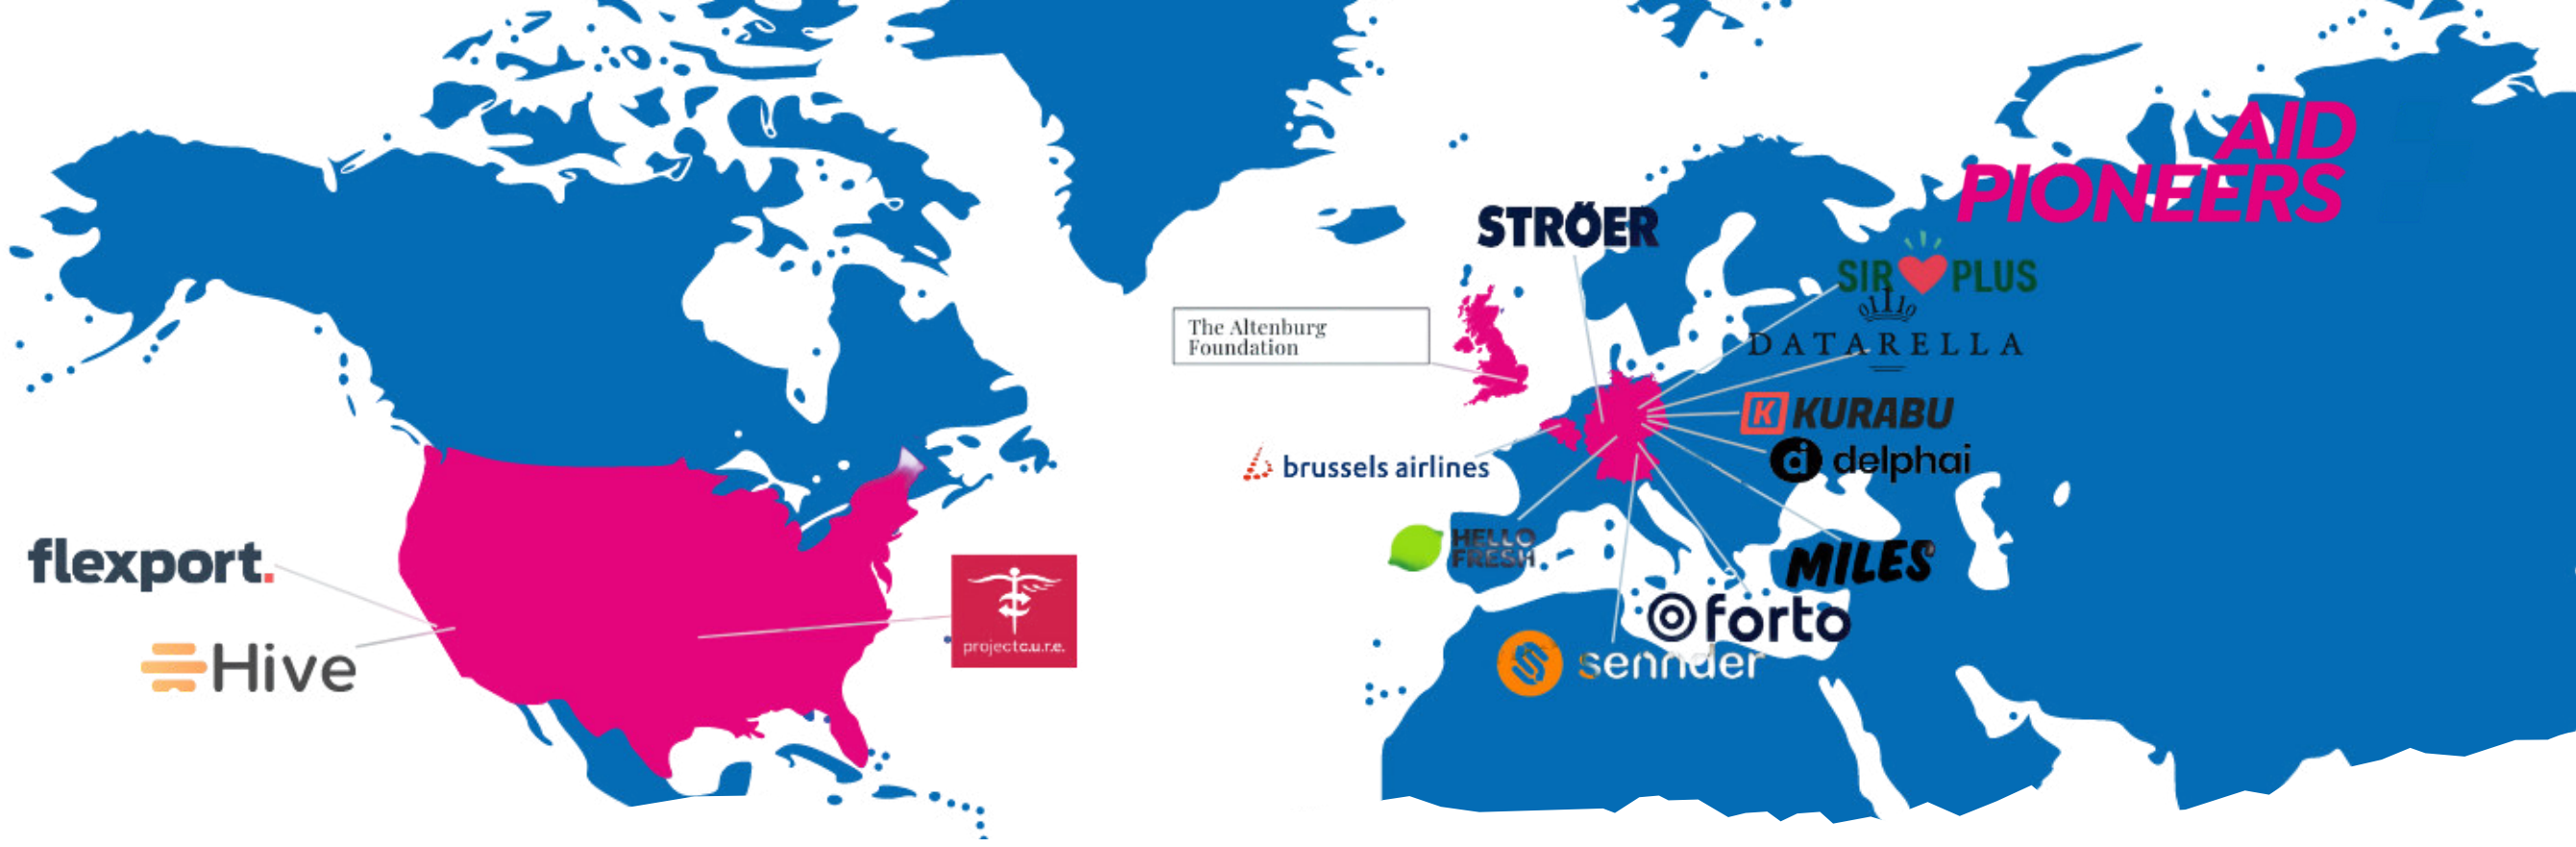 AID
PIONEERS
STRÖER
SIR PLUS
DATARELLA
The Altenburg
Foundation
K KURABU
brussels airlines
delphai
HELLO
FRESH
flexport.
MILES
projectc.u.r.e.
forto
Hive
sennder